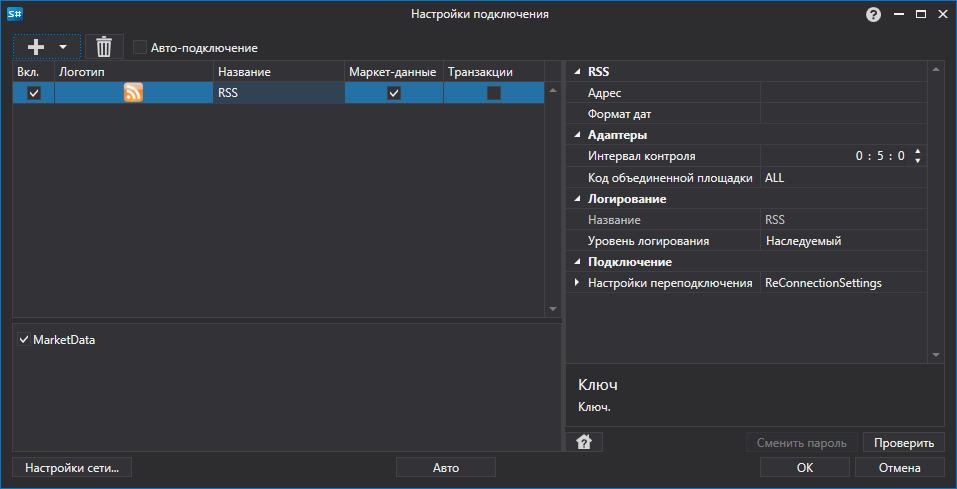 S#
Настройки подключения
Авто-подключение
Вкл. Логотип Название Маркет-данные Транзакции
RSS
MarketData
RSS
Адрес
Формат дат
Адаптеры
Интервал контроля 0 : 5 : 0
Код объединенной площадки ALL
Логирование
Название RSS
Уровень логирования Наследуемый
Подключение
Настройки переподключения ReConnectionSettings
Ключ
Ключ.
Сменить пароль Проверить
Настройки сети... Авто OK Отмена